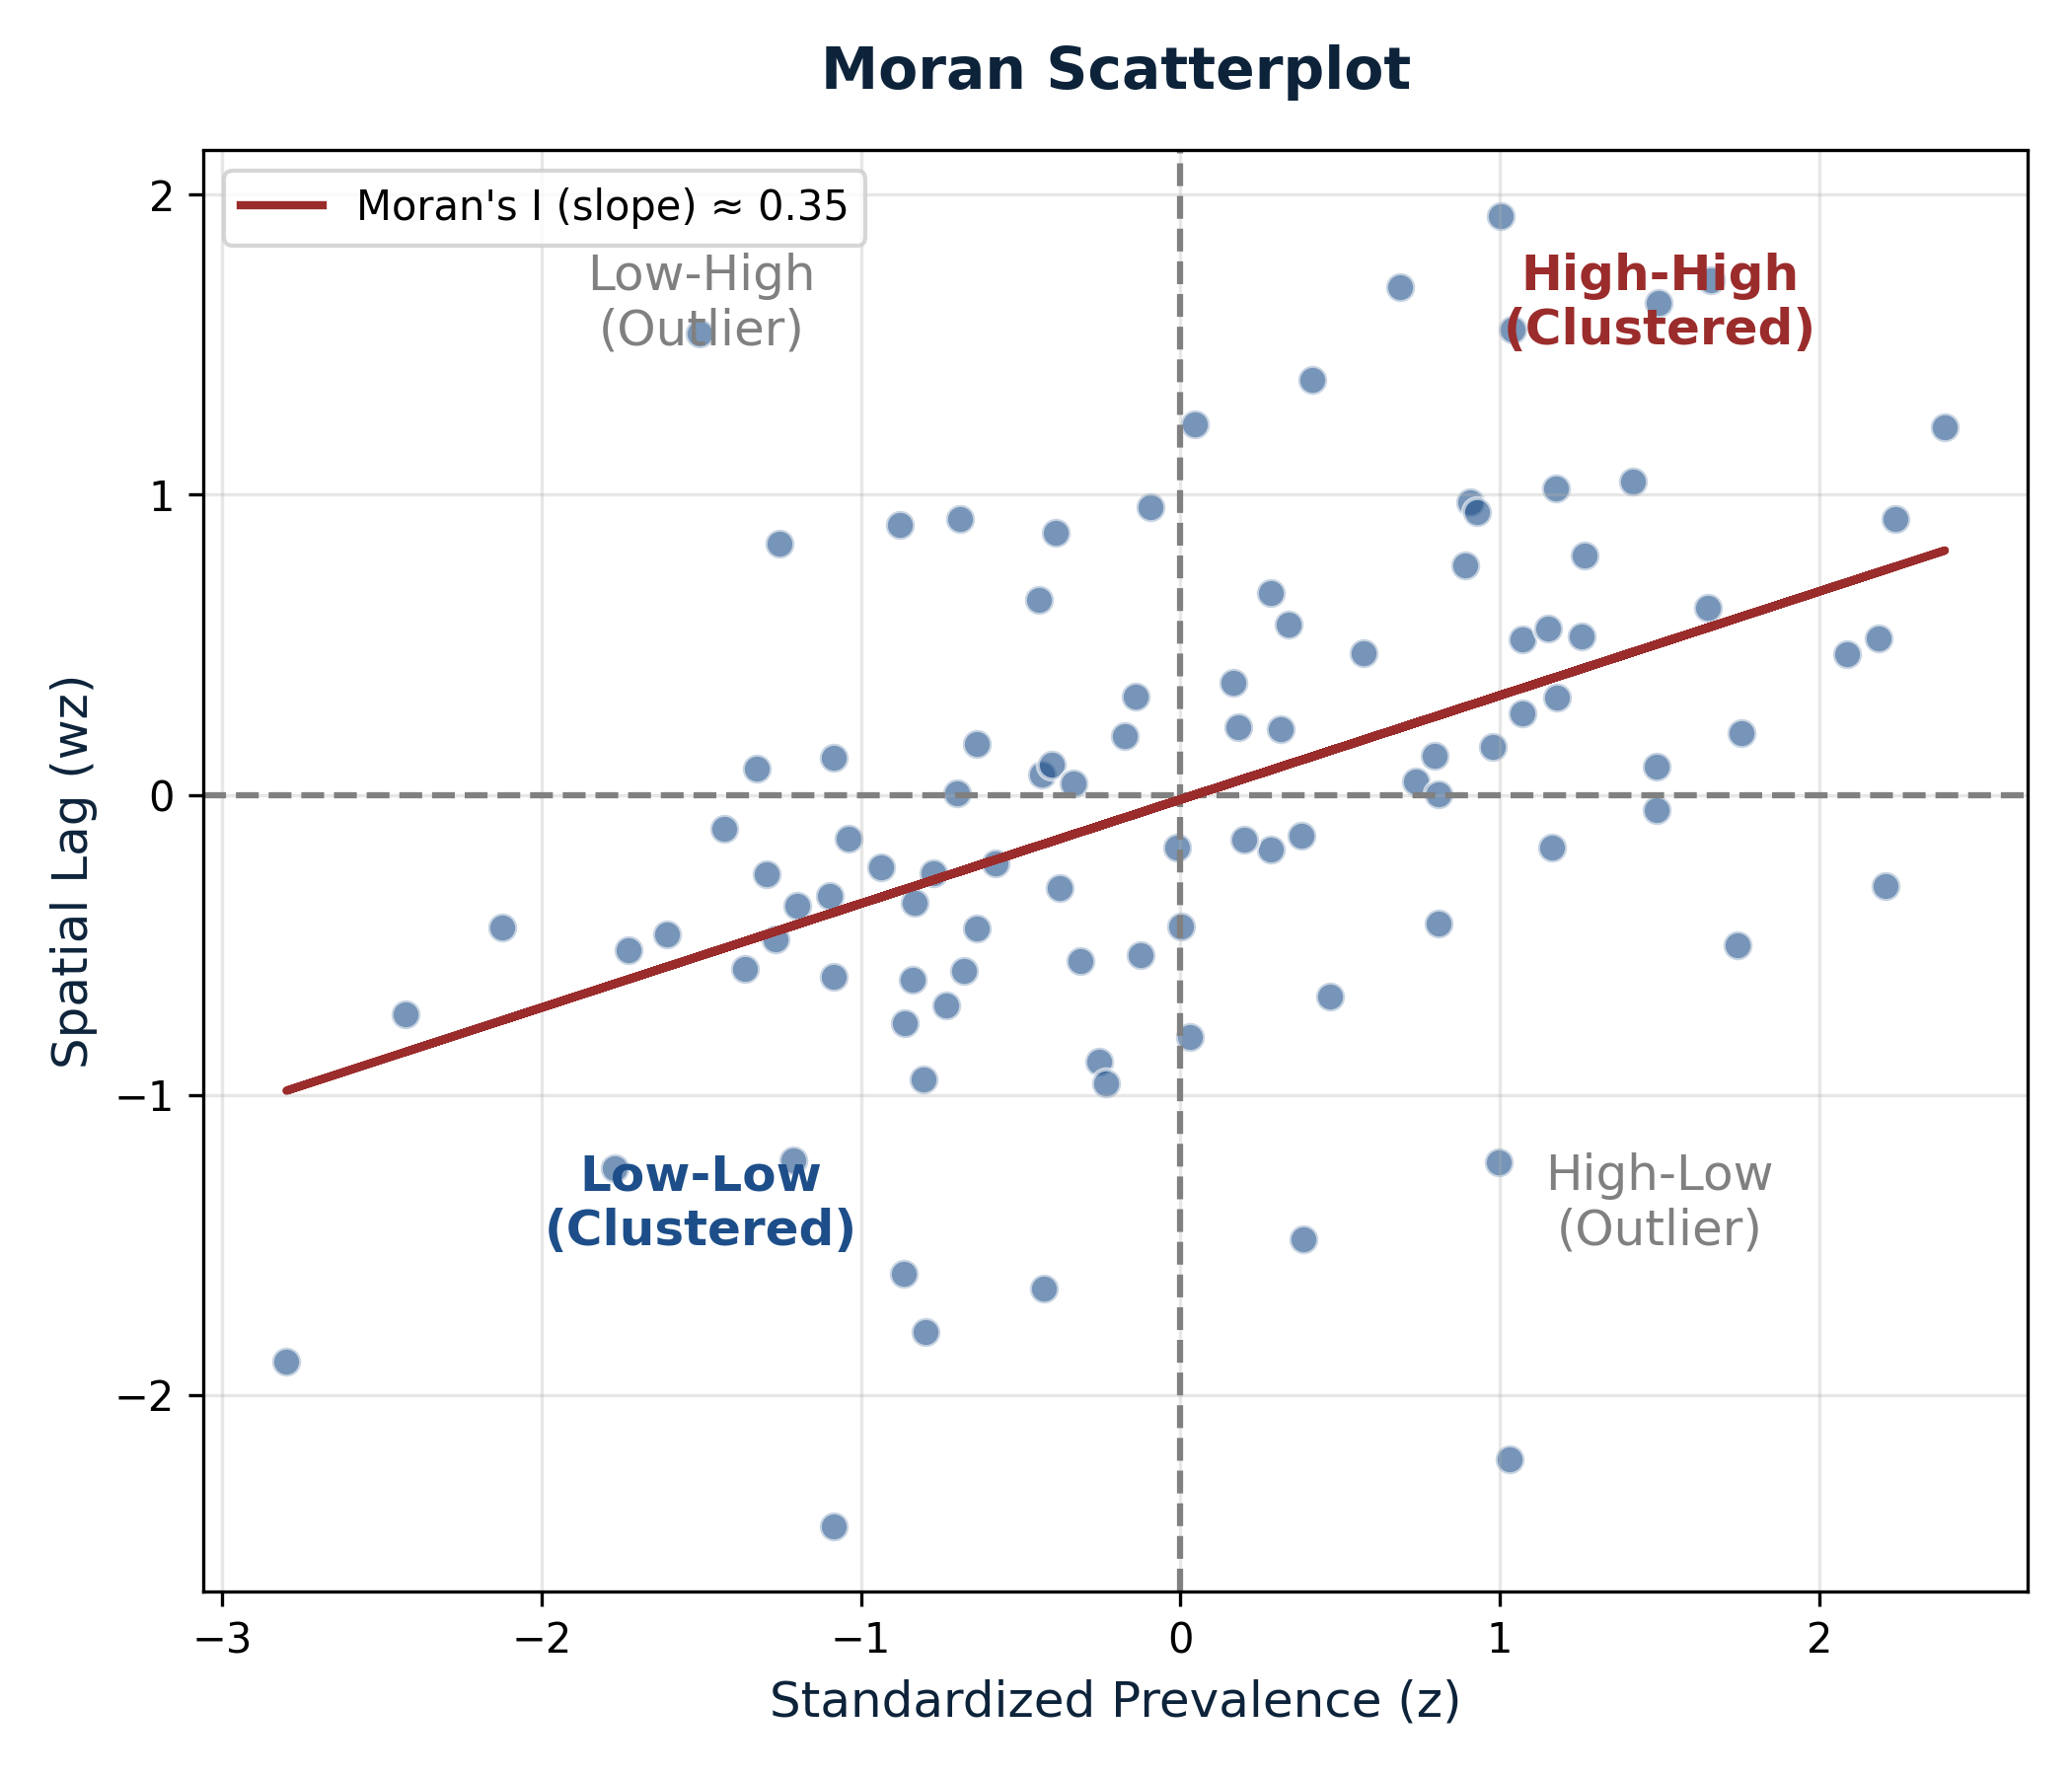 Moran Scatterplot
Moran's I (slope) ≈ 0.35
Low-High
(Outlier)
High-High
(Clustered)
Low-Low
(Clustered)
High-Low
(Outlier)
Spatial Lag (wz)
2
1
0
−1
−2
−3
−2
−1
0
1
2
Standardized Prevalence (z)